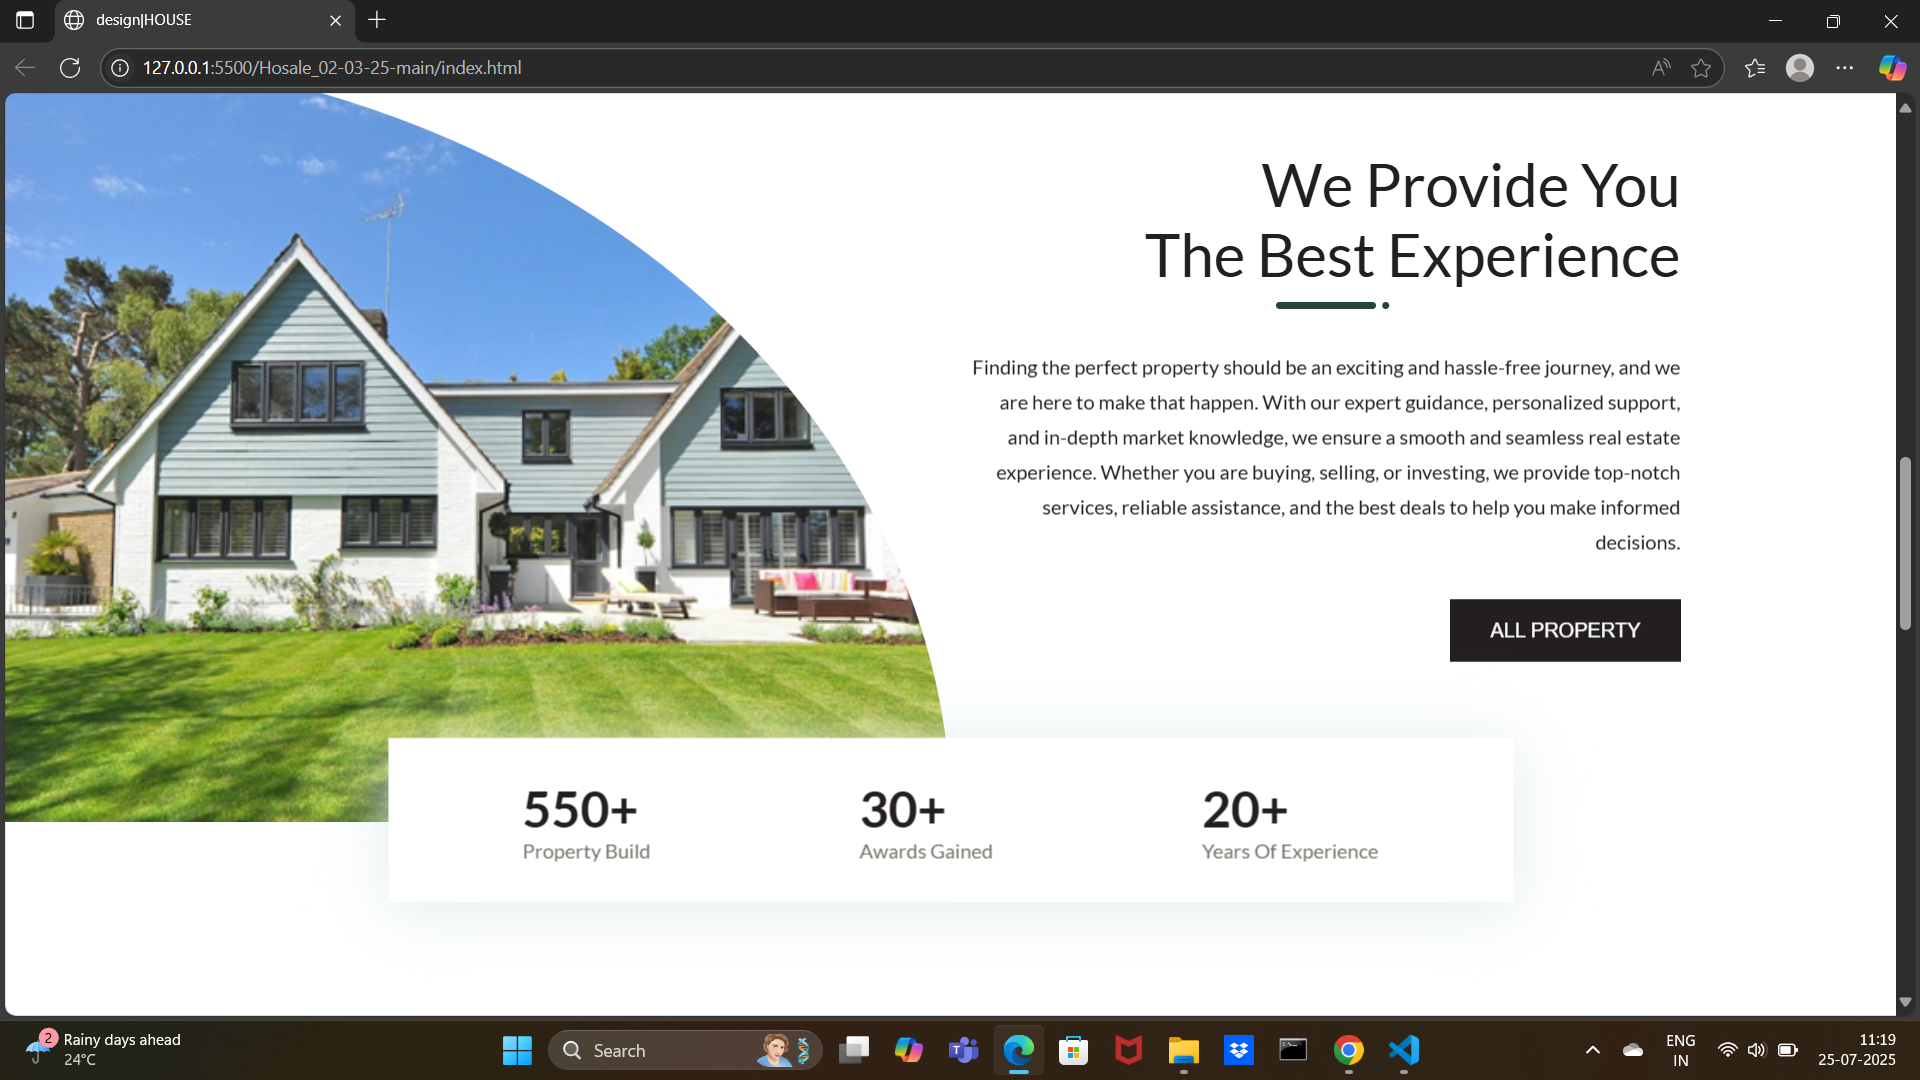 design|HOUSE
127.0.0.1:5500/Hosale_02-03-25-main/index.html
We Provide You
The Best Experience
Finding the perfect property should be an exciting and hassle-free journey, and we
are here to make that happen. With our expert guidance, personalized support,
and in-depth market knowledge, we ensure a smooth and seamless real estate
experience. Whether you are buying, selling, or investing, we provide top-notch
services, reliable assistance, and the best deals to help you make informed
decisions.
ALL PROPERTY
550+
Property Build
30+
Awards Gained
20+
Years Of Experience
2
Rainy days ahead
24°C
Search
ENG
IN
11:19
25-07-2025